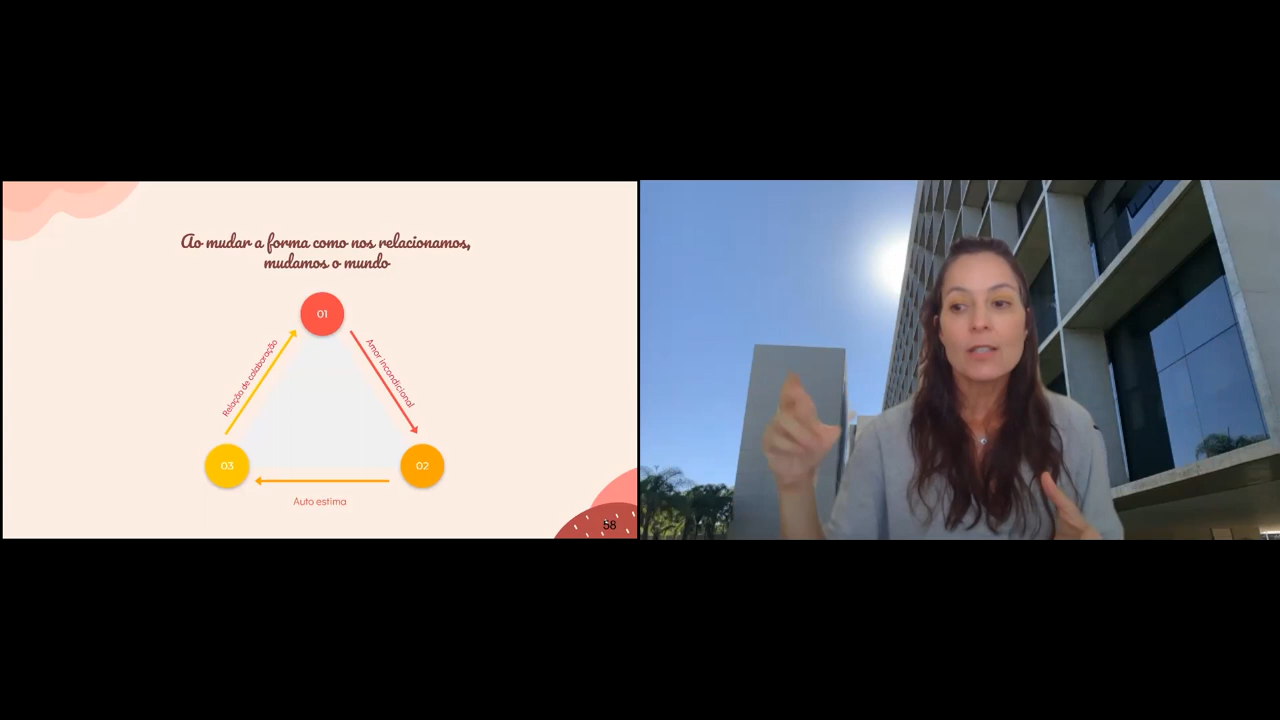 Ao mudar a forma como nos relacionamos,
mudamos o mundo
01
Relação de colaboração
Amor incondicional
03
02
Auto estima
58